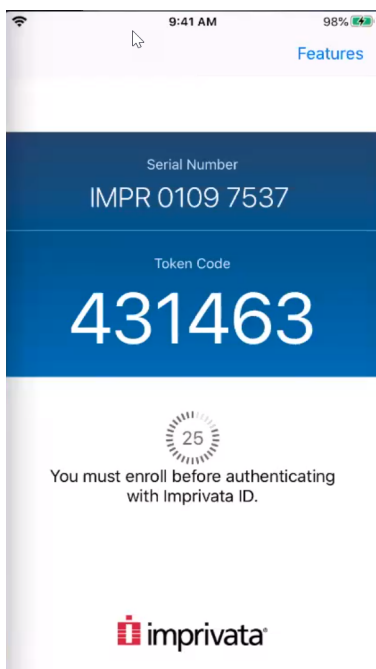 9:41 AM 98%
Features
Serial Number
IMPR 0109 7537
Token Code
431463
25
You must enroll before authenticating
with Imprivata ID.
imprivata®